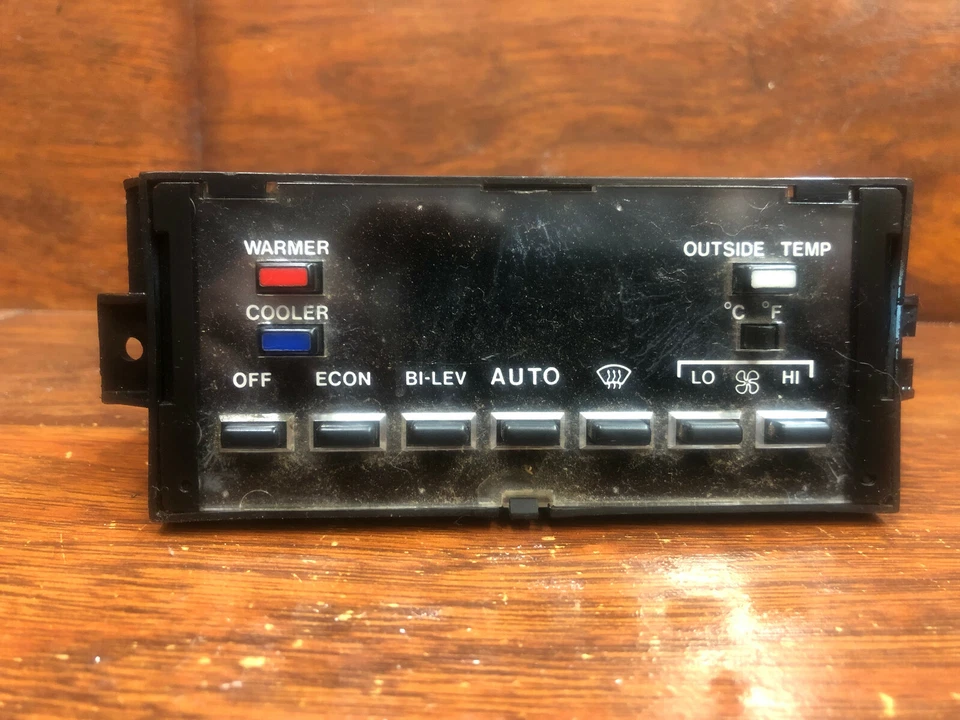 WARMER
OUTSIDE TEMP
COOLER
°C °F
OFF ECON BI-LEV AUTO LO HI